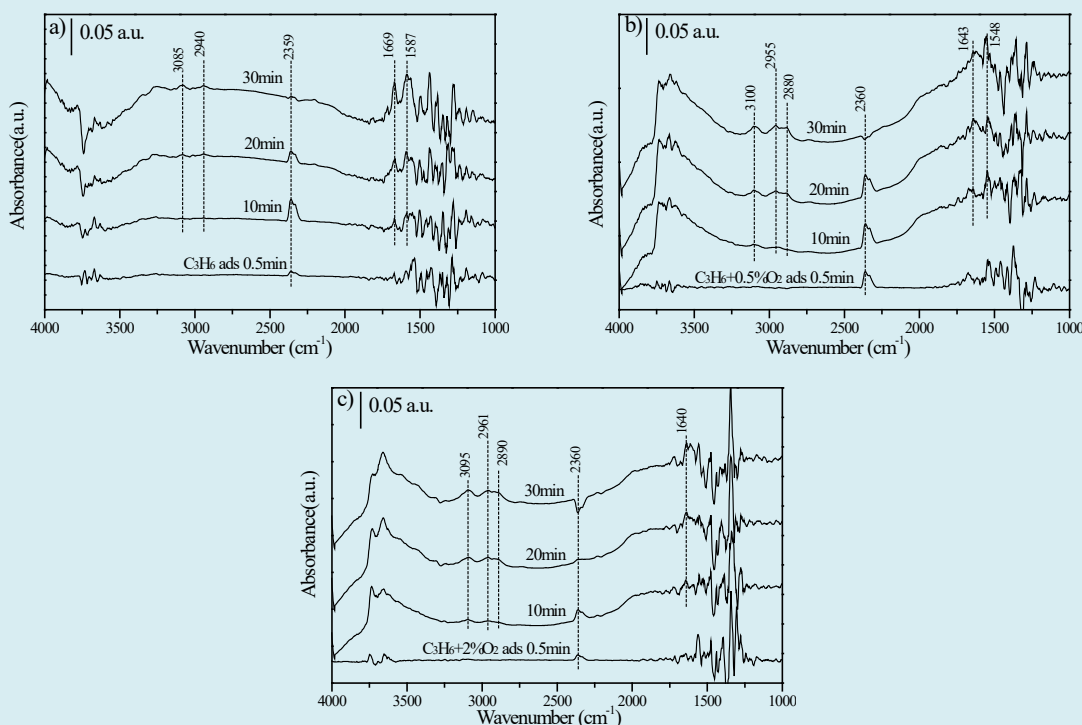 a)
0.05 a.u.
3085
2940
2359
1669
1587
30min
20min
10min
C₃H₆ ads 0.5min
Absorbance(a.u.)
4000 3500 3000 2500 2000 1500 1000
Wavenumber (cm⁻¹)
b)
0.05 a.u.
3100
2955
2880
2360
1643
1548
30min
20min
10min
C₃H₆+0.5%O₂ ads 0.5min
Absorbance(a.u.)
4000 3500 3000 2500 2000 1500 1000
Wavenumber (cm⁻¹)
c)
0.05 a.u.
3095
2961
2890
2360
1640
30min
20min
10min
C₃H₆+2%O₂ ads 0.5min
Absorbance(a.u.)
4000 3500 3000 2500 2000 1500 1000
Wavenumber (cm⁻¹)